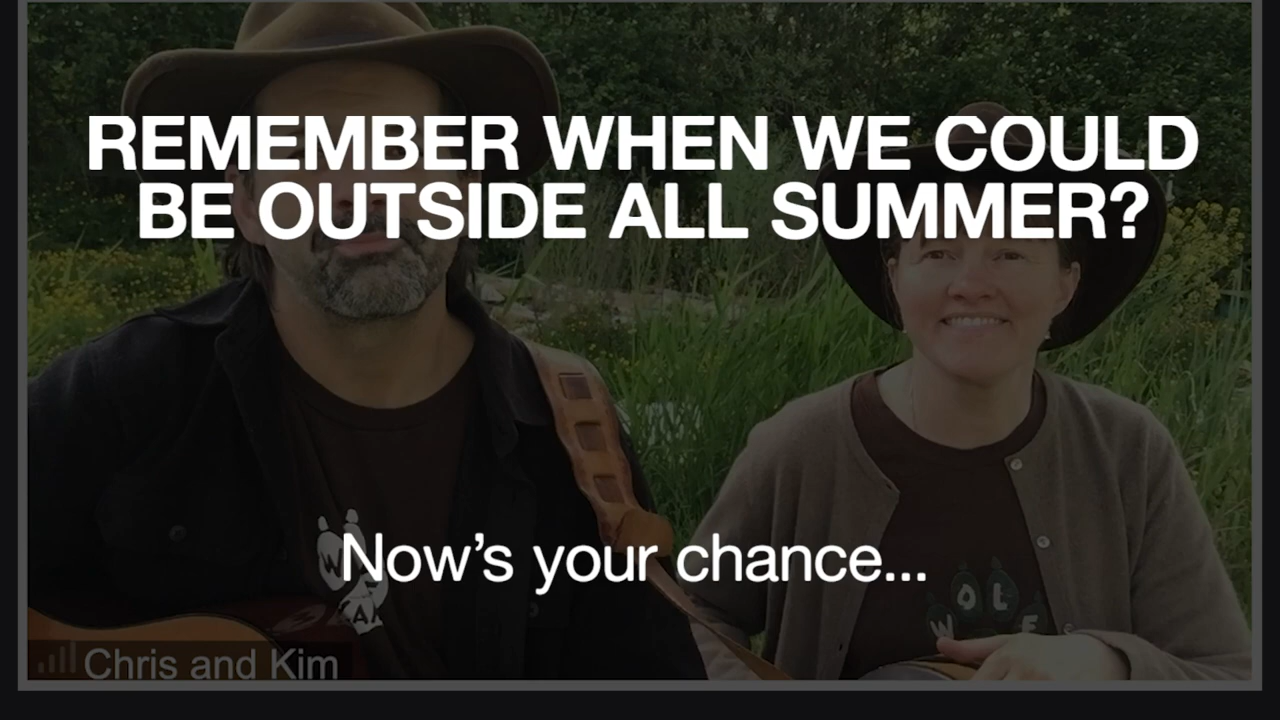 REMEMBER WHEN WE COULD
BE OUTSIDE ALL SUMMER?
Now's your chance...
Chris and Kim